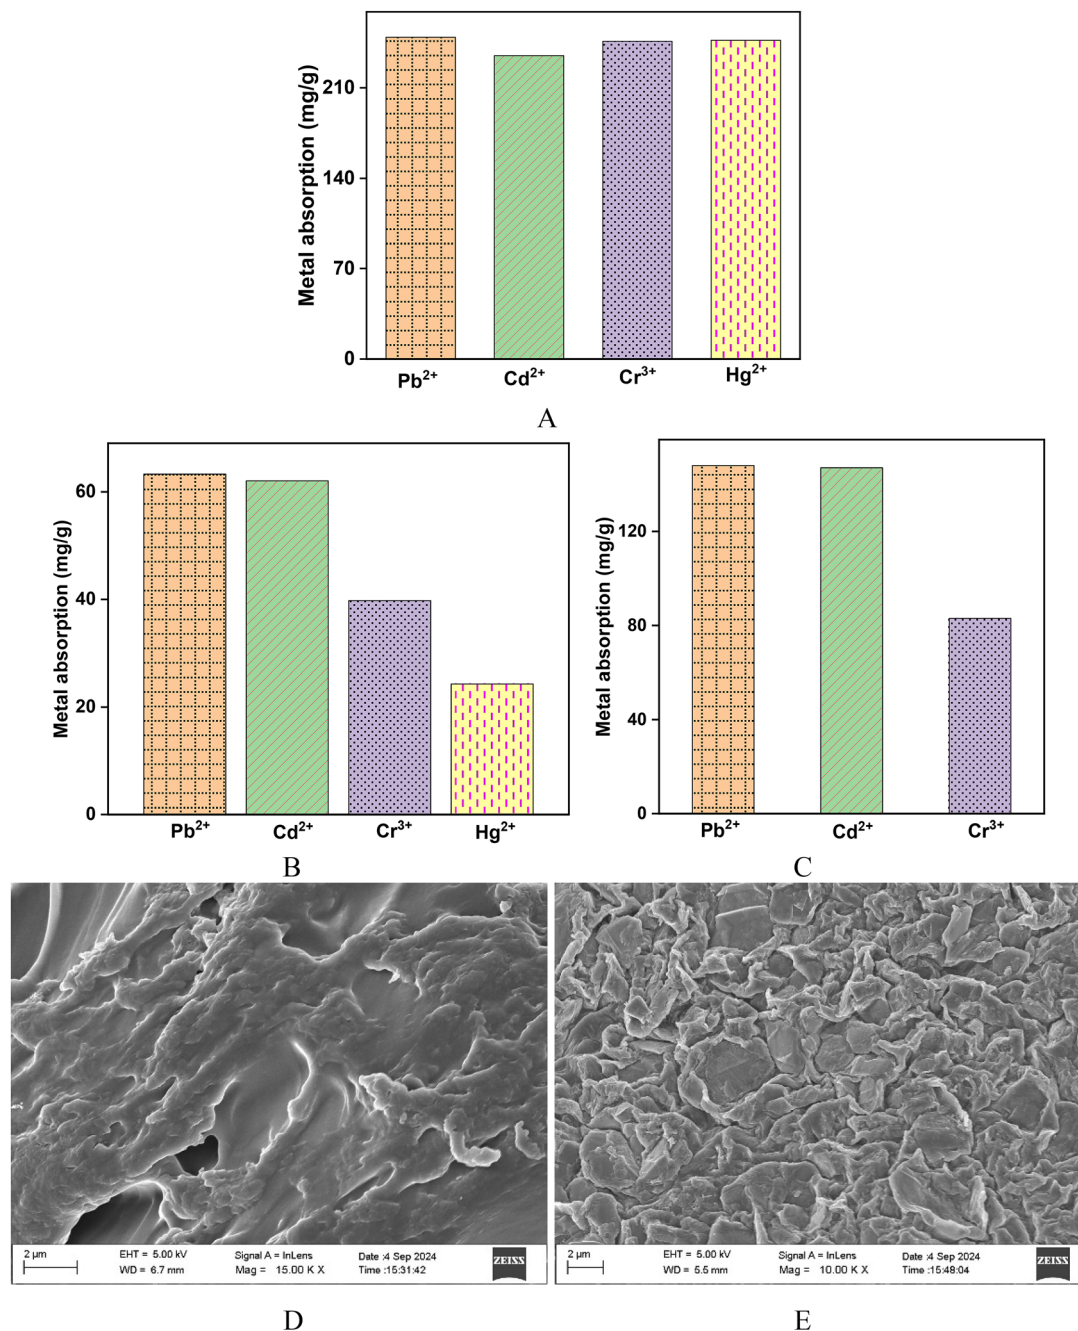 Metal absorption (mg/g)
210
140
70
0
Pb²⁺ Cd²⁺ Cr³⁺ Hg²⁺
A
Metal absorption (mg/g)
60
40
20
0
Pb²⁺ Cd²⁺ Cr³⁺ Hg²⁺
B
Metal absorption (mg/g)
120
80
40
0
Pb²⁺ Cd²⁺ Cr³⁺
C
2 µm EHT = 5.00 kV Signal A = InLens Date :4 Sep 2024 ZEISS
WD = 6.7 mm Mag = 15.00 K X Time :15:31:42
D
2 µm EHT = 5.00 kV Signal A = InLens Date :4 Sep 2024 ZEISS
WD = 5.5 mm Mag = 10.00 K X Time :15:48:04
E